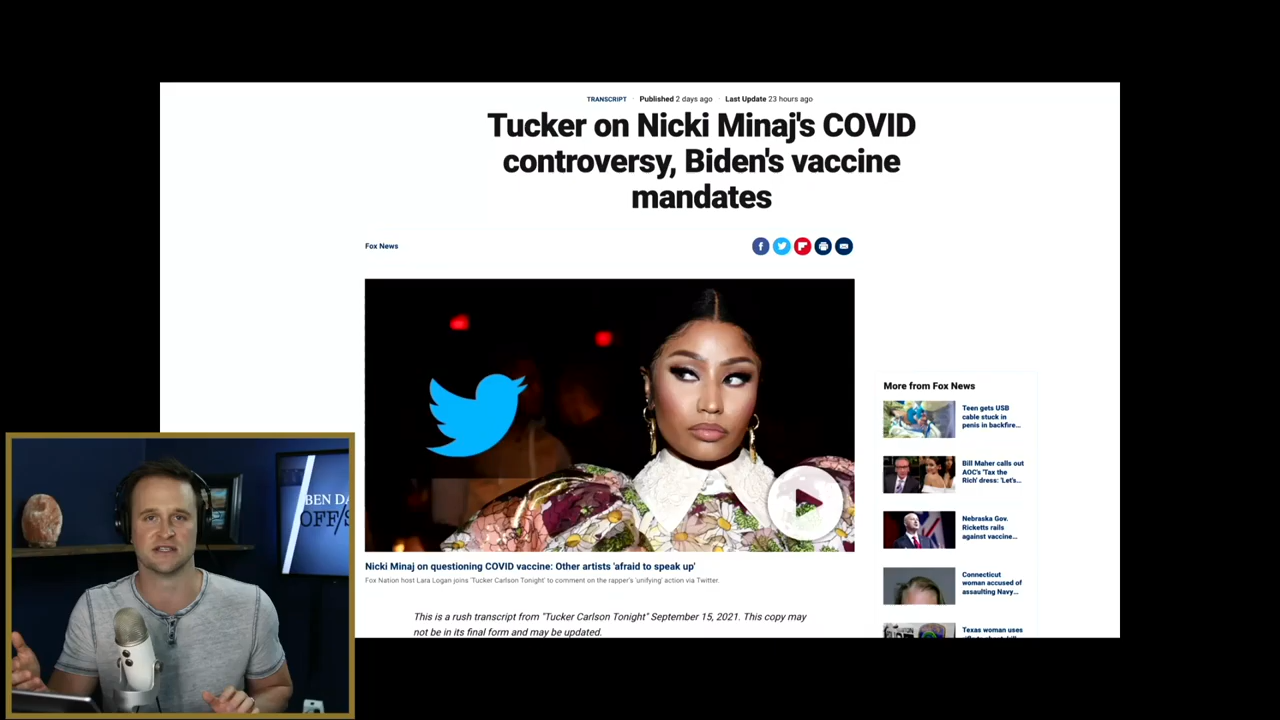 TRANSCRIPT · Published 2 days ago · Last Update 23 hours ago
Tucker on Nicki Minaj's COVID
controversy, Biden's vaccine
mandates
Fox News
More from Fox News
Teen gets USB
cable stuck in
penis in backfire...
Bill Maher calls out
AOC's 'Tax the
Rich' dress: 'Let's...
Nebraska Gov.
Ricketts rails
against vaccine...
Connecticut
woman accused of
assaulting Navy...
Texas woman uses
Nicki Minaj on questioning COVID vaccine: Other artists 'afraid to speak up'
Fox Nation host Lara Logan joins 'Tucker Carlson Tonight' to comment on the rapper's 'unifying' action via Twitter.
This is a rush transcript from "Tucker Carlson Tonight" September 15, 2021. This copy may
not be in its final form and may be updated.
BEN DA
OFF/S